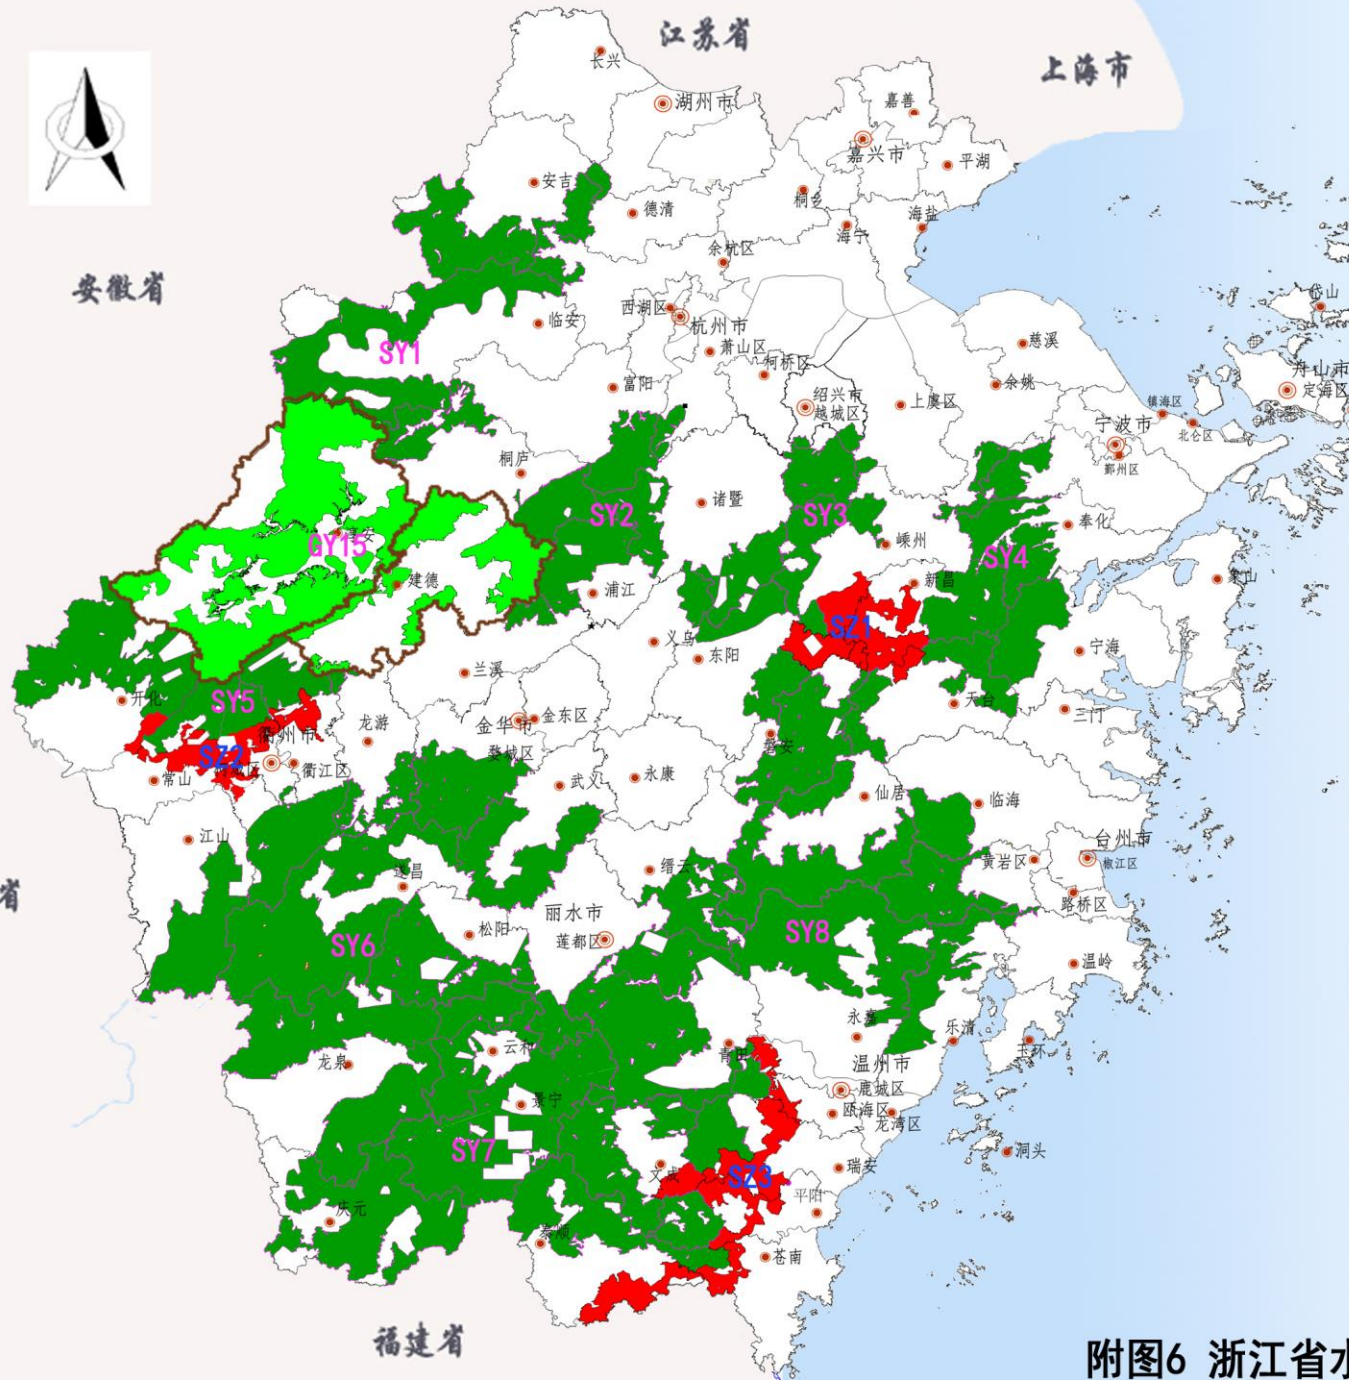 江苏省
上海市
长兴
湖州市
嘉善
嘉兴市
平湖
安吉
桐乡
德清
海盐
海宁
余杭区
安徽省
岱山
西湖区
杭州市
临安
SY1
萧山区
慈溪
柯桥区
舟山市
富阳
余姚
定海区
绍兴市
越城区
上虞区
镇海区
宁波市
北仑区
鄞州区
桐庐
诸暨
SY2
SY3
奉化
GY15
嵊州
SY4
建德
新昌
象山
浦江
SZ1
义乌
宁海
东阳
兰溪
开化
SY5
天台
三门
金东区
金华市
龙游
衢州市
磐安
婺城区
SZ2
衢江区
常山
武义
永康
仙居
临海
江山
台州市
黄岩区
椒江区
缙云
遂昌
省
路桥区
丽水市
松阳
SY8
莲都区
SY6
温岭
永嘉
乐清
玉环
青田
云和
龙泉
温州市
鹿城区
景宁
瓯海区
龙湾区
SY7
洞头
瑞安
文成
SZ3
平阳
庆元
泰顺
苍南
福建省
附图6 浙江省水